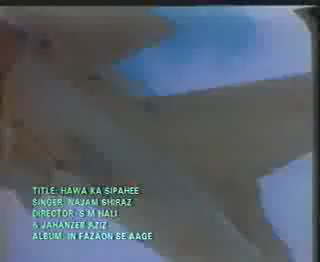 TITLE: HAWA KA SIPAHEE
SINGER: NAJAM SHIRAZ
DIRECTOR: S M HALI
& JAHANZEB AZIZ
ALBUM: IN FAZAON SE AAGE